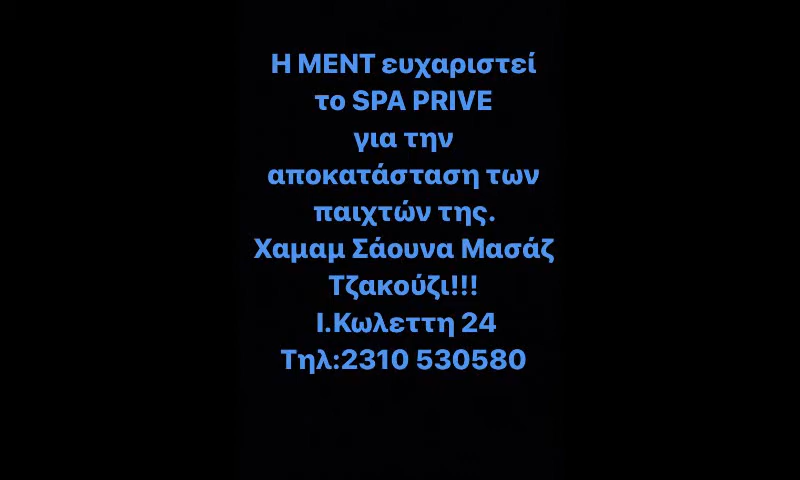 Η ΜΕΝΤ ευχαριστεί
το SPA PRIVE
για την
αποκατάσταση των
παιχτών της.
Χαμαμ Σάουνα Μασάζ
Τζακούζι!!!
Ι.Κωλεττη 24
Τηλ:2310 530580